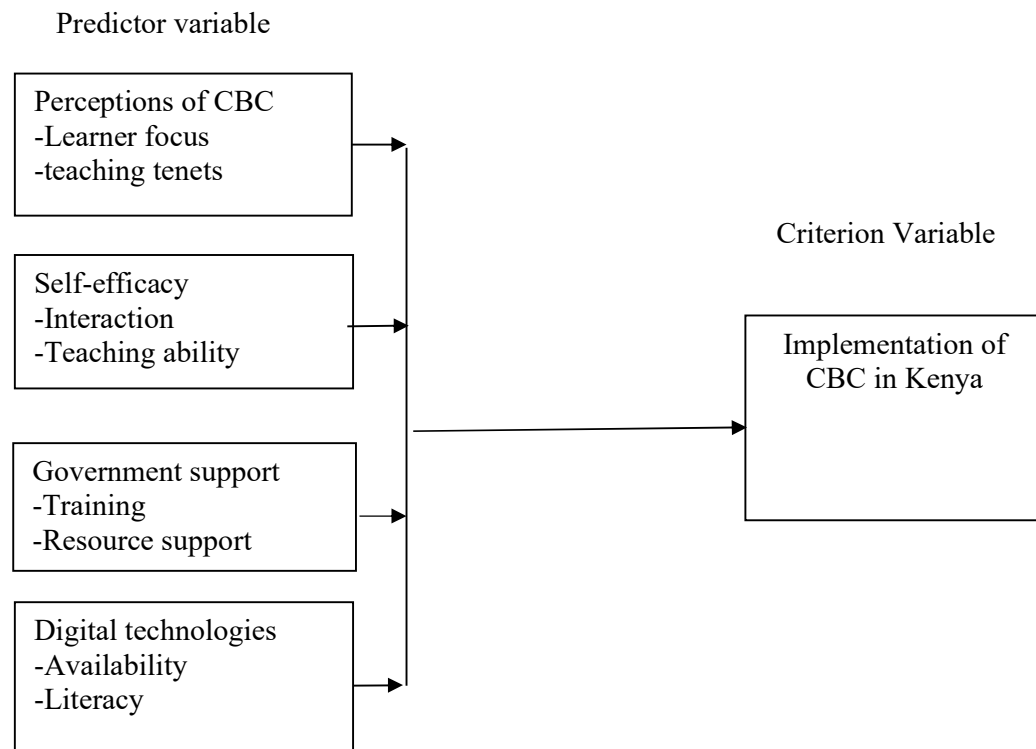 Predictor variable
Perceptions of CBC
-Learner focus
-teaching tenets
Criterion Variable
Self-efficacy
-Interaction
-Teaching ability
Implementation of
CBC in Kenya
Government support
-Training
-Resource support
Digital technologies
-Availability
-Literacy